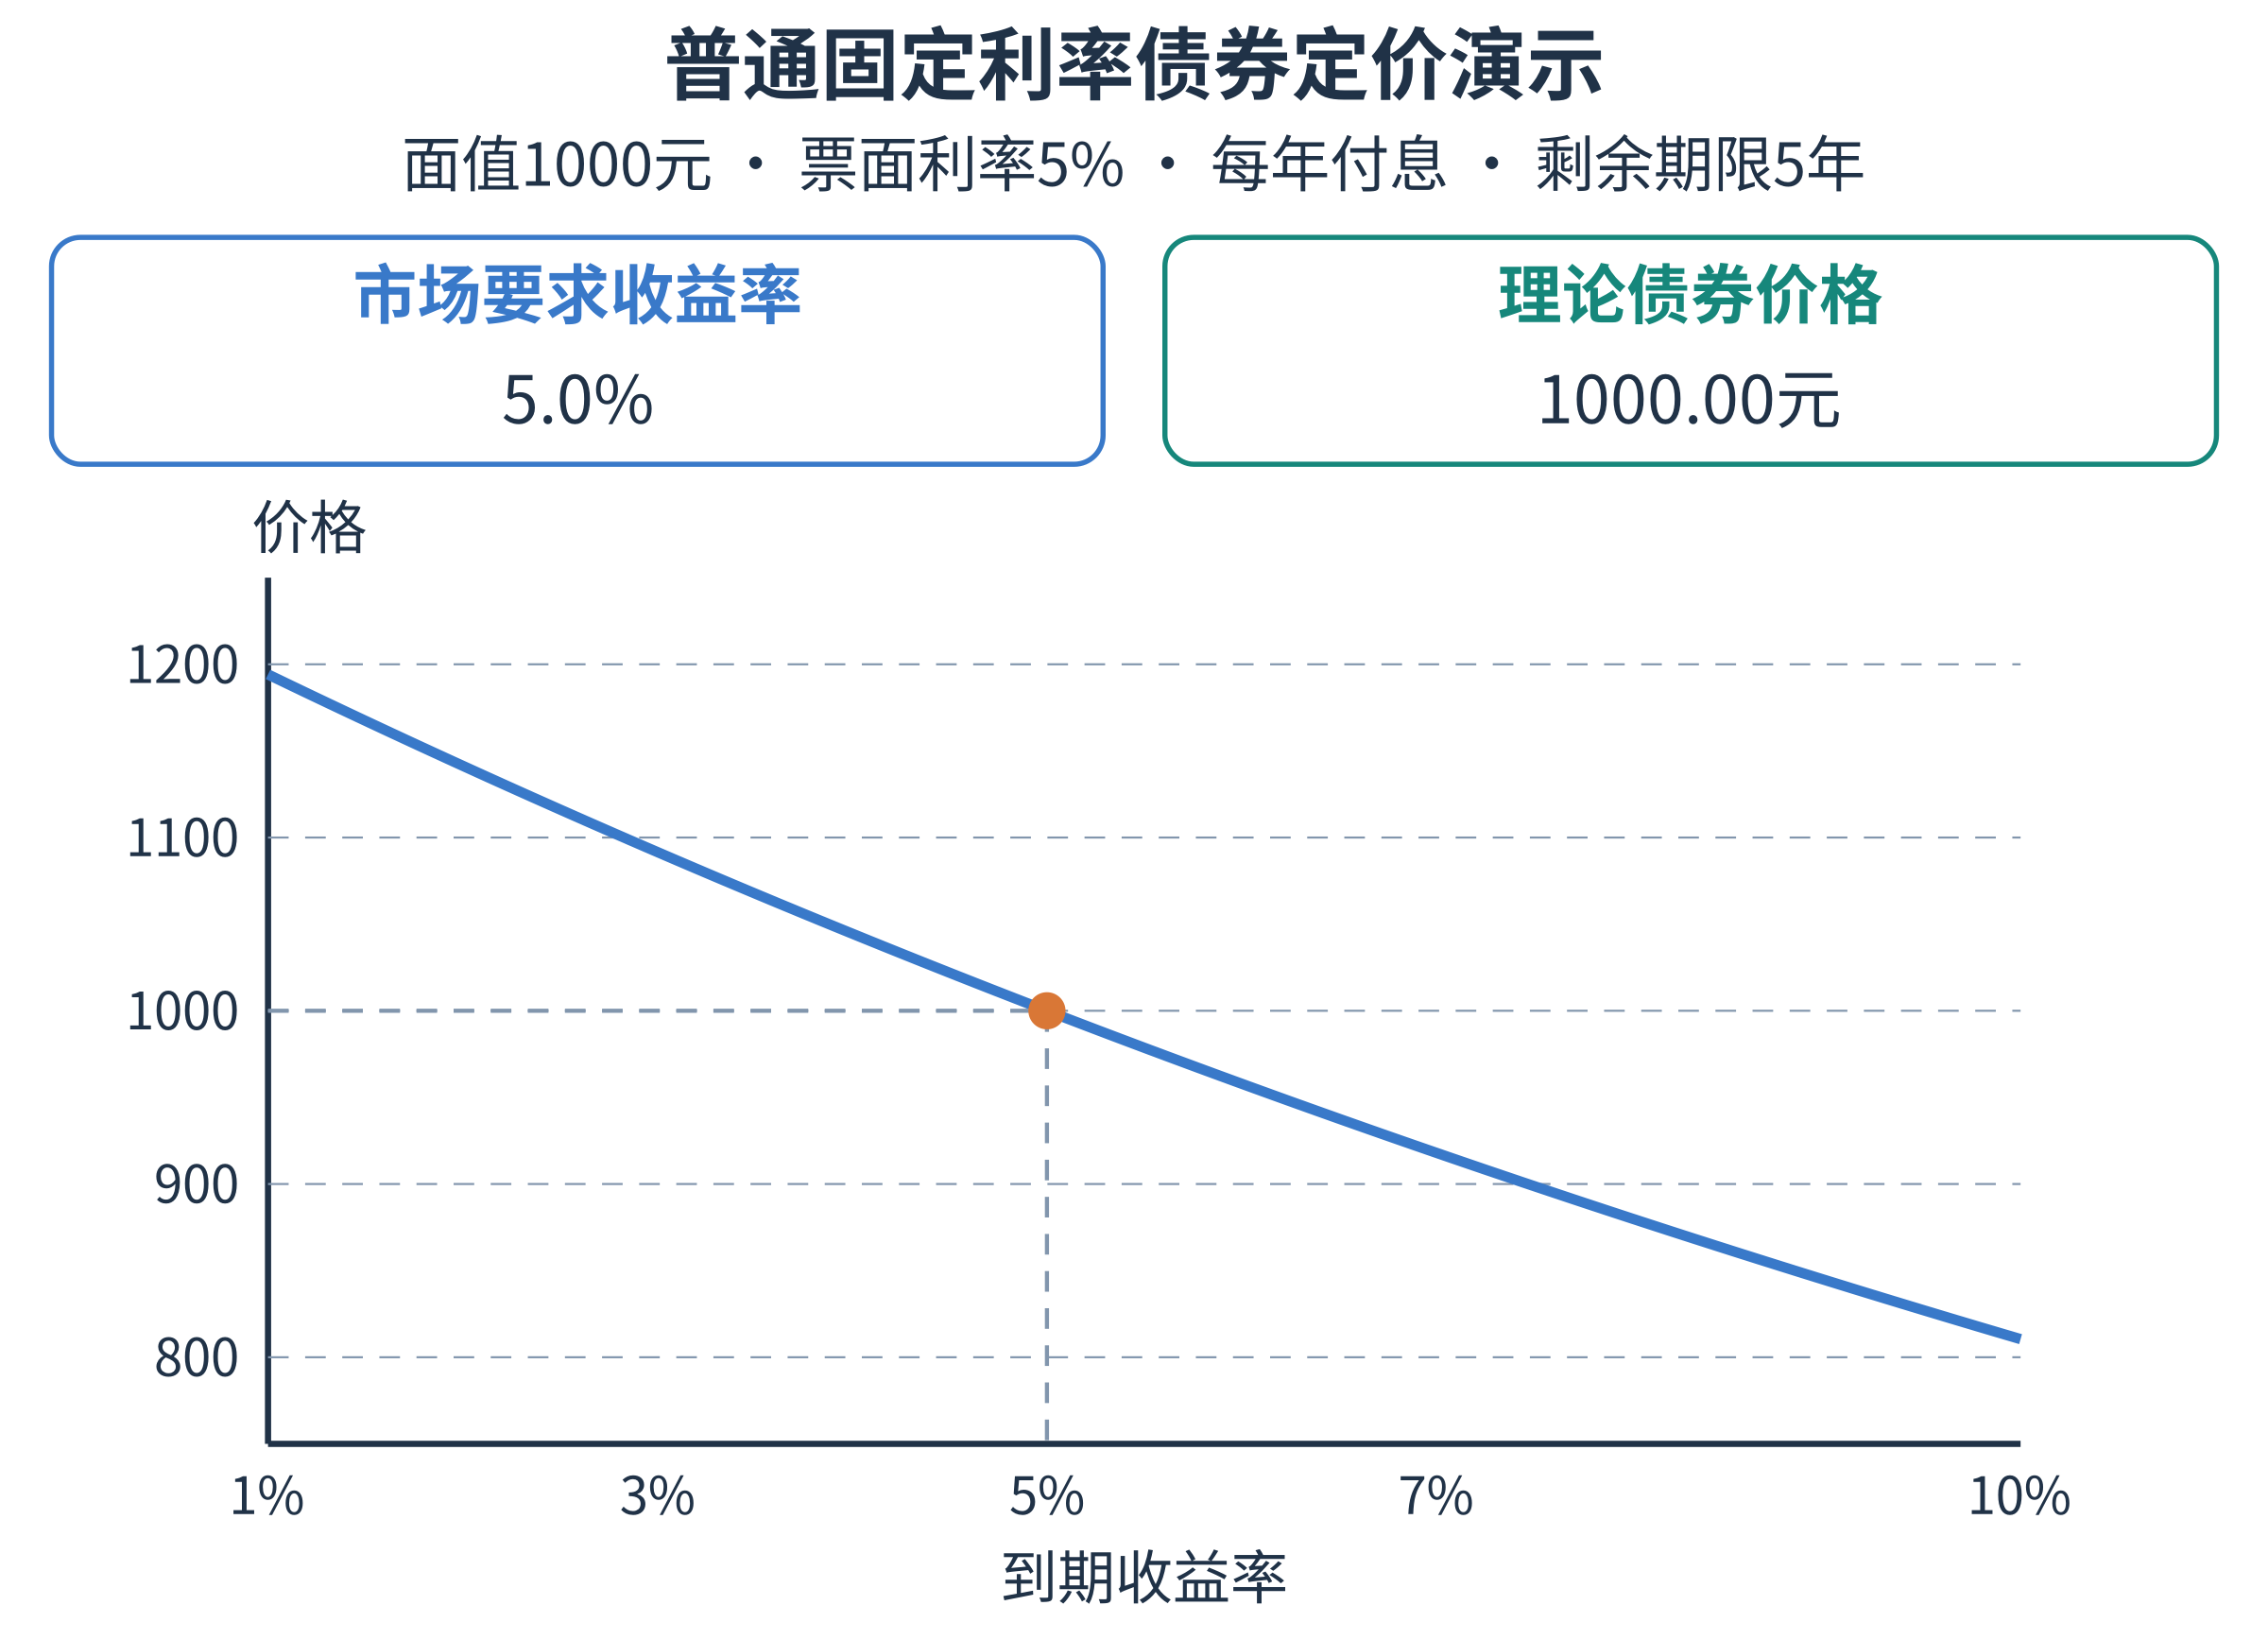 普通固定利率债券定价演示
面值1000元 • 票面利率5% • 每年付息 • 剩余期限5年
市场要求收益率
5.0%
理论债券价格
1000.00元
价格
1200
1100
1000
900
800
1% 3% 5% 7% 10%
到期收益率